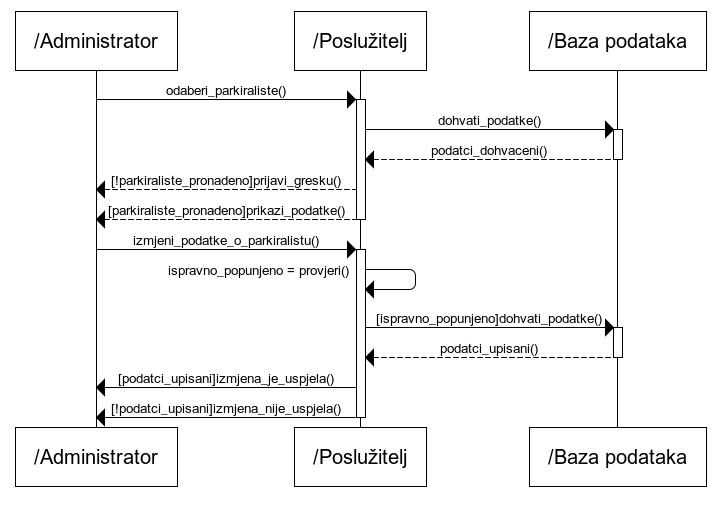 /Administrator
/Poslužitelj
/Baza podataka
odaberi_parkiraliste()
dohvati_podatke()
podatci_dohvaceni()
[!parkiraliste_pronadeno]prijavi_gresku()
[parkiraliste_pronadeno]prikazi_podatke()
izmjeni_podatke_o_parkiralistu()
ispravno_popunjeno = provjeri()
[ispravno_popunjeno]dohvati_podatke()
podatci_upisani()
[podatci_upisani]izmjena_je_uspjela()
[!podatci_upisani]izmjena_nije_uspjela()
/Administrator
/Poslužitelj
/Baza podataka